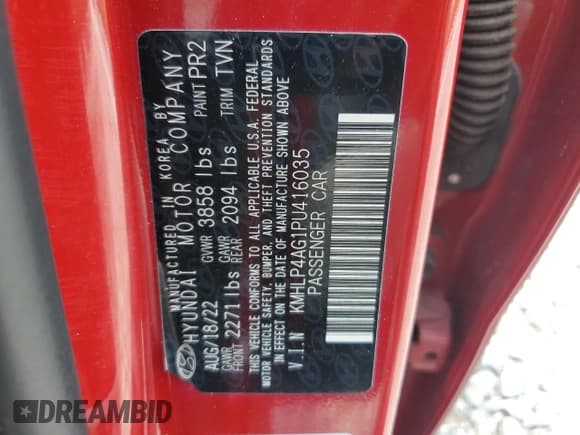 MANUFACTURED IN KOREA BY
HYUNDAI MOTOR COMPANY
AUG/18/22 GVWR 3858 lbs PAINT PR2
GAWR FRONT 2271 lbs GAWR REAR 2094 lbs TRIM TVN
THIS VEHICLE CONFORMS TO ALL APPLICABLE U.S.A. FEDERAL
MOTOR VEHICLE SAFETY, BUMPER, AND THEFT PREVENTION STANDARDS
IN EFFECT ON THE DATE OF MANUFACTURE SHOWN ABOVE
V.I.N KMHLP4AG1PU416035
PASSENGER CAR
DREAMBID